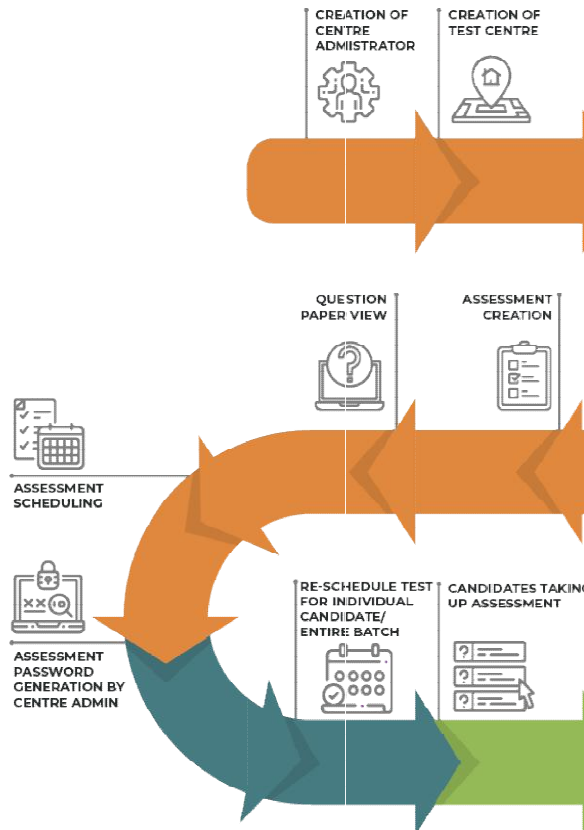 CREATION OF
CENTRE
ADMIISTRATOR
CREATION OF
TEST CENTRE
QUESTION
PAPER VIEW
ASSESSMENT
CREATION
ASSESSMENT
SCHEDULING
ASSESSMENT
PASSWORD
GENERATION BY
CENTRE ADMIN
RE-SCHEDULE TEST
FOR INDIVIDUAL
CANDIDATE/
ENTIRE BATCH
CANDIDATES TAKING
UP ASSESSMENT